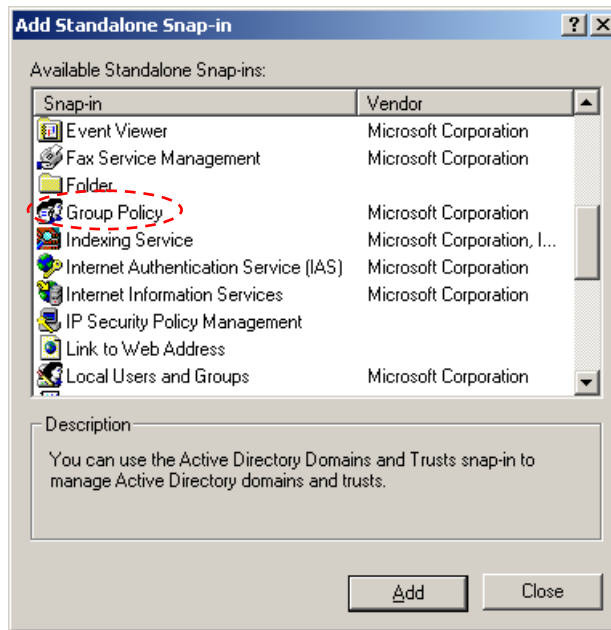 Add Standalone Snap-in
Available Standalone Snap-ins:
Snap-in Vendor
Event Viewer Microsoft Corporation
Fax Service Management Microsoft Corporation
Folder
Group Policy Microsoft Corporation
Indexing Service Microsoft Corporation, I...
Internet Authentication Service (IAS) Microsoft Corporation
Internet Information Services Microsoft Corporation
IP Security Policy Management
Link to Web Address
Local Users and Groups Microsoft Corporation
Description
You can use the Active Directory Domains and Trusts snap-in to
manage Active Directory domains and trusts.
Add Close